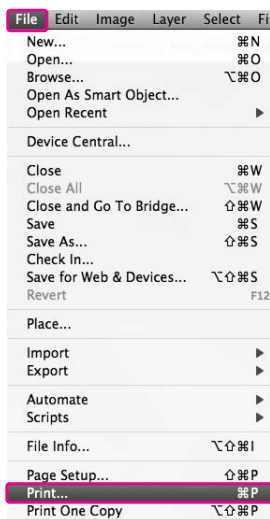 File Edit Image Layer Select Fi
New... ⌘N
Open... ⌘O
Browse... ⌥⌘O
Open As Smart Object...
Open Recent ▶
Device Central...
Close ⌘W
Close All ⌥⌘W
Close and Go To Bridge... ⇧⌘W
Save ⌘S
Save As... ⇧⌘S
Check In...
Save for Web & Devices... ⌥⇧⌘S
Revert F12
Place...
Import ▶
Export ▶
Automate ▶
Scripts ▶
File Info... ⌥⇧⌘I
Page Setup... ⇧⌘P
Print... ⌘P
Print One Copy ⌥⇧⌘P